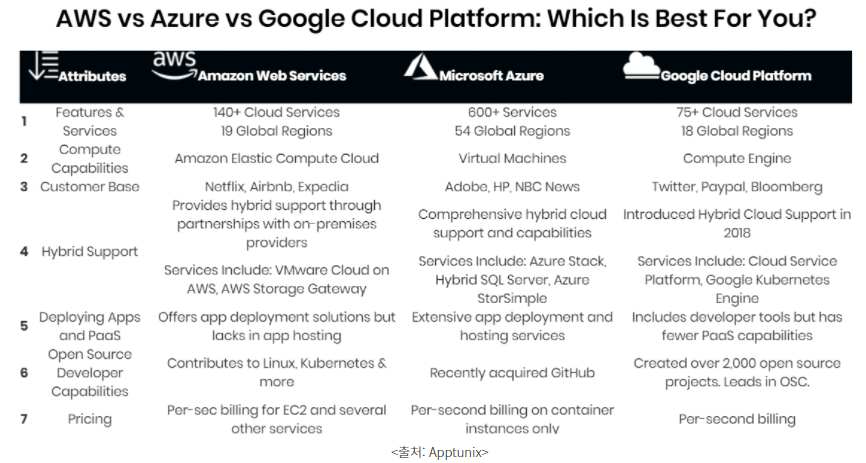 AWS vs Azure vs Google Cloud Platform: Which Is Best For You?
Attributes
aws
Amazon Web Services
Microsoft Azure
Google Cloud Platform
1
Features &
Services
140+ Cloud Services
19 Global Regions
600+ Services
54 Global Regions
75+ Cloud Services
18 Global Regions
2
Compute
Capabilities
Amazon Elastic Compute Cloud
Virtual Machines
Compute Engine
3
Customer Base
Netflix, Airbnb, Expedia
Adobe, HP, NBC News
Twitter, Paypal, Bloomberg
4
Hybrid Support
Provides hybrid support through
partnerships with on-premises
providers
Services Include: VMware Cloud on
AWS, AWS Storage Gateway
Comprehensive hybrid cloud
support and capabilities
Services Include: Azure Stack,
Hybrid SQL Server, Azure
StorSimple
Introduced Hybrid Cloud Support in
2018
Services Include: Cloud Service
Platform, Google Kubernetes
Engine
5
Deploying Apps
and PaaS
Offers app deployment solutions but
lacks in app hosting
Extensive app deployment and
hosting services
Includes developer tools but has
fewer PaaS capabilities
6
Open Source
Developer
Capabilities
Contributes to Linux, Kubernetes &
more
Recently acquired GitHub
Created over 2,000 open source
projects. Leads in OSC.
7
Pricing
Per-sec billing for EC2 and several
other services
Per-second billing on container
instances only
Per-second billing
<출처: Apptunix>